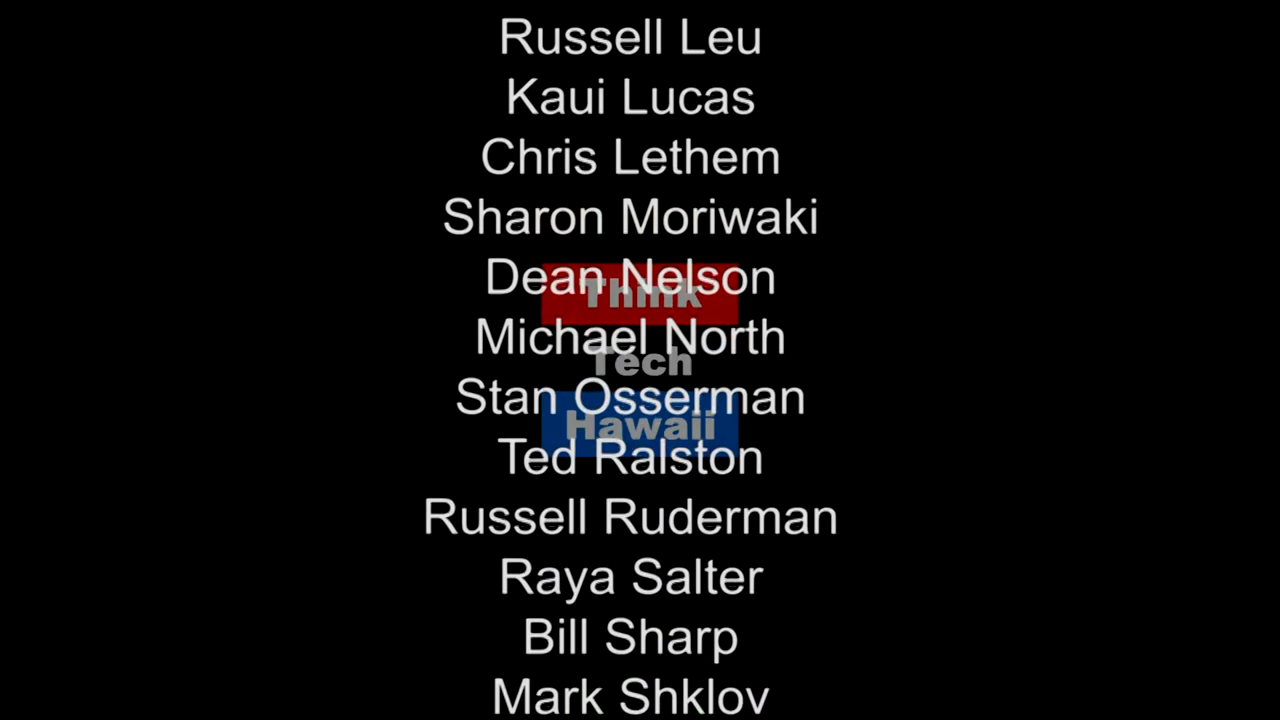 Russell Leu
Kaui Lucas
Chris Lethem
Sharon Moriwaki
Dean Nelson
Think
Michael North
Tech
Stan Osserman
Hawaii
Ted Ralston
Russell Ruderman
Raya Salter
Bill Sharp
Mark Shklov